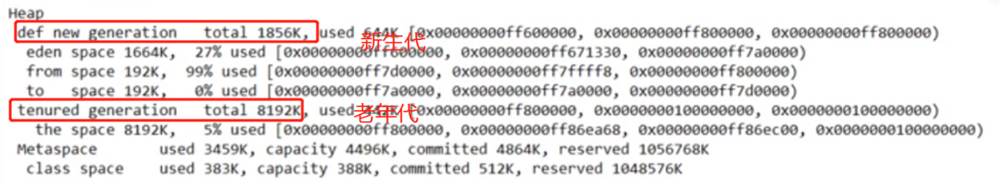 Heap
def new generation total 1856K, used 644K [0x00000000ff600000, 0x00000000ff800000, 0x00000000ff800000)
新生代
eden space 1664K, 27% used [0x00000000ff600000, 0x00000000ff671330, 0x00000000ff7a0000)
from space 192K, 99% used [0x00000000ff7d0000, 0x00000000ff7ffff8, 0x00000000ff800000)
to space 192K, 0% used [0x00000000ff7a0000, 0x00000000ff7a0000, 0x00000000ff7d0000)
tenured generation total 8192K, used 442K [0x00000000ff800000, 0x0000000100000000, 0x0000000100000000)
老年代
the space 8192K, 5% used [0x00000000ff800000, 0x00000000ff86ea68, 0x00000000ff86ec00, 0x0000000100000000)
Metaspace used 3459K, capacity 4496K, committed 4864K, reserved 1056768K
class space used 383K, capacity 388K, committed 512K, reserved 1048576K